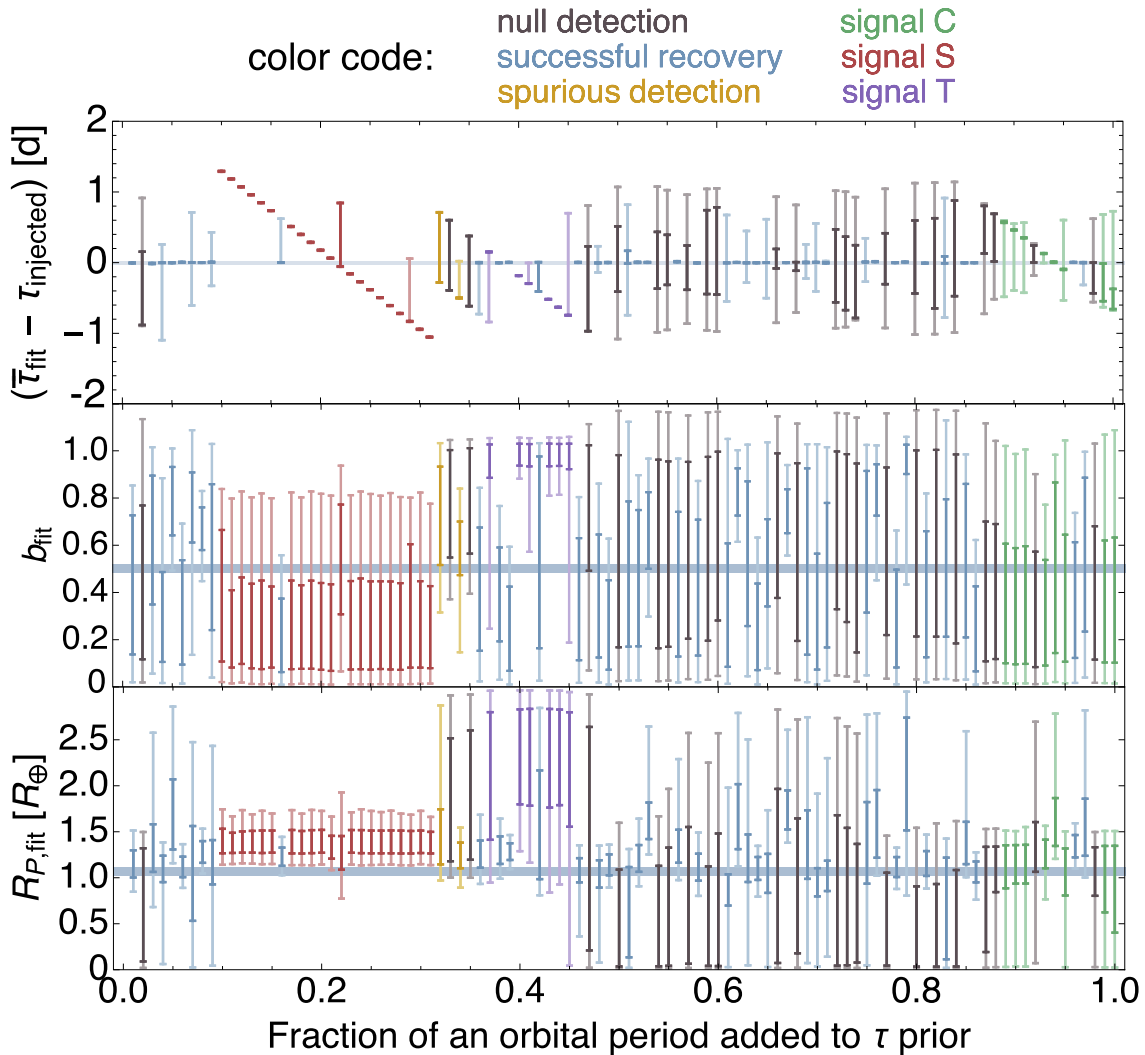 color code:
null detection
successful recovery
spurious detection
signal C
signal S
signal T
(τ̄fit − τinjected) [d]
2
1
0
-1
-2
bfit
1.0
0.8
0.6
0.4
0.2
0
RP,fit [R⊕]
2.5
2.0
1.5
1.0
0.5
0
0.0 0.2 0.4 0.6 0.8 1.0
Fraction of an orbital period added to τ prior